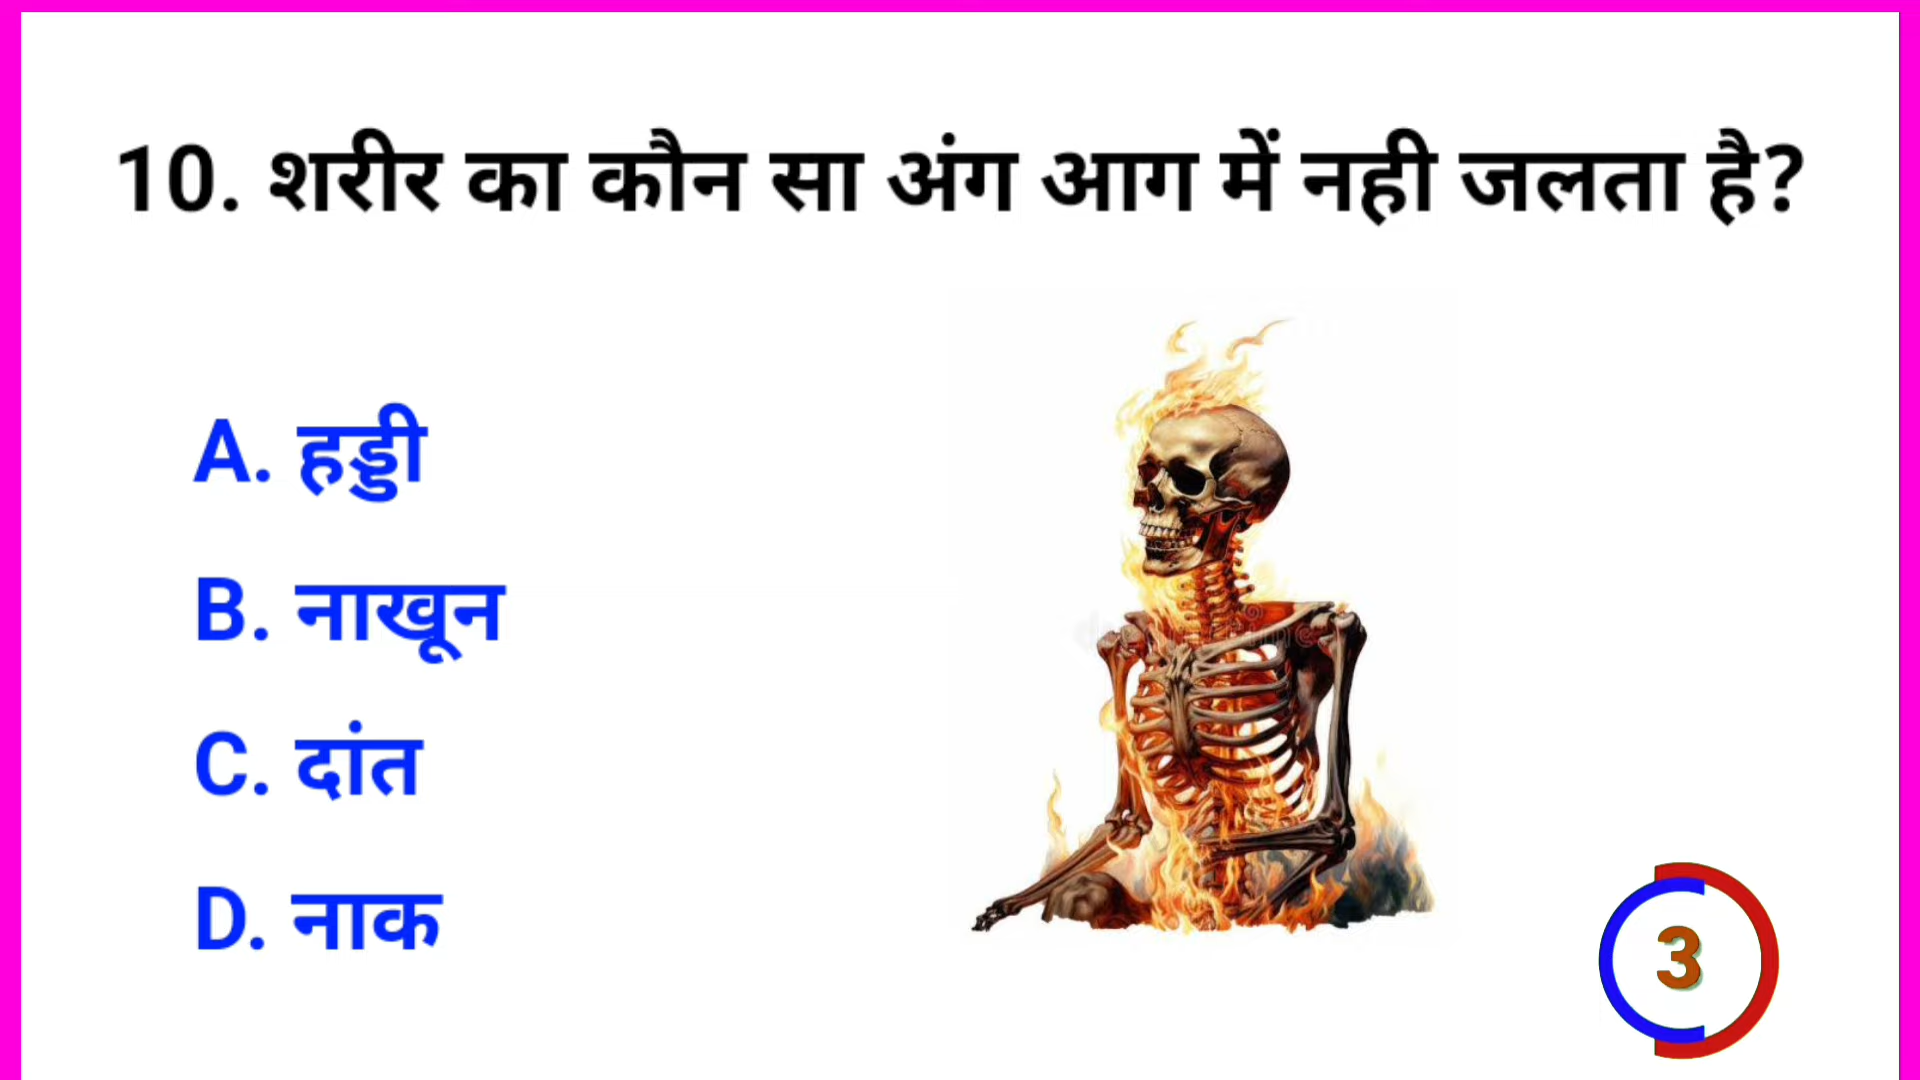 10. शरीर का कौन सा अंग आग में नही जलता है?
A. हड्डी
B. नाखून
C. दांत
D. नाक
3